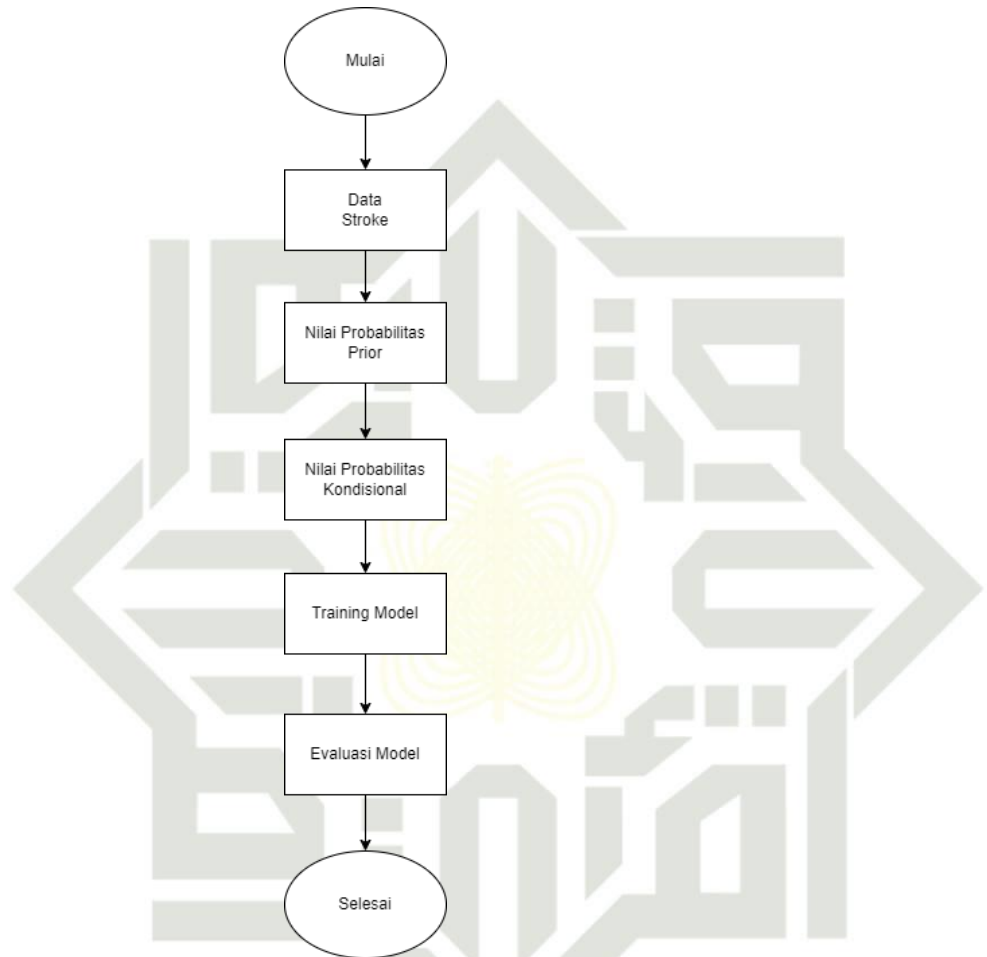 Mulai
Data
Stroke
Nilai Probabilitas
Prior
Nilai Probabilitas
Kondisional
Training Model
Evaluasi Model
Selesai